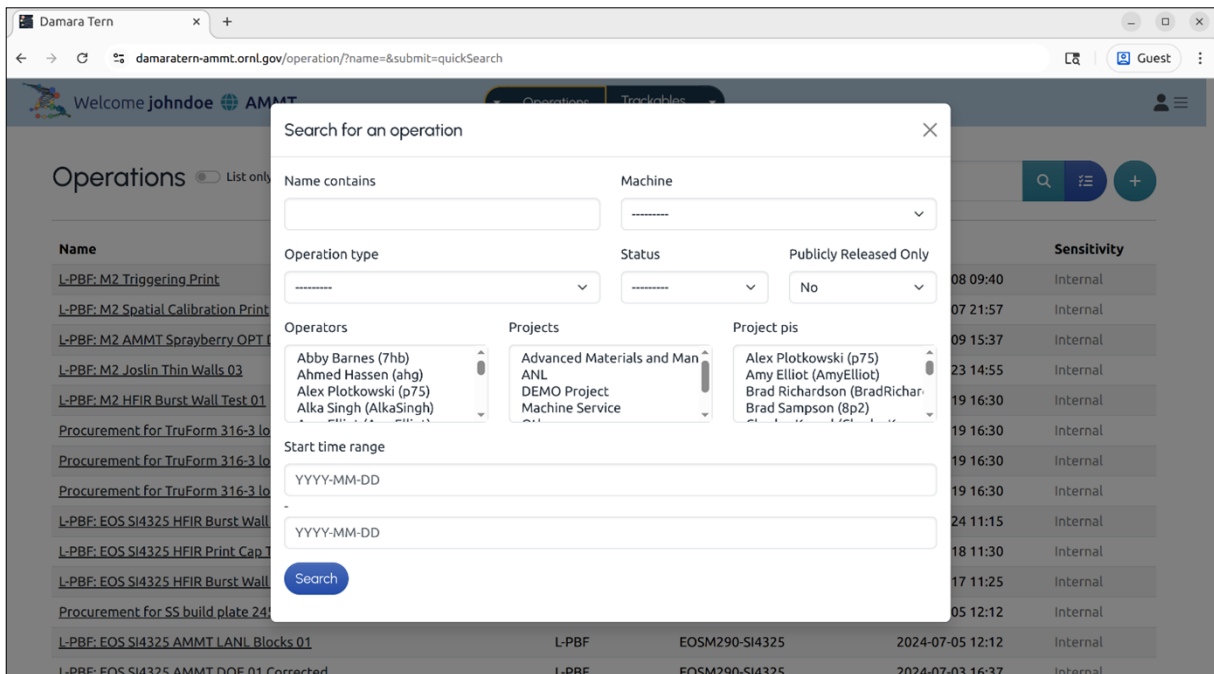 Damara Tern
damaratern-ammt.ornl.gov/operation/?name=&submit=quickSearch
Guest
Welcome johndoe AMMT
Operations Trackables
Search for an operation
Operations List only
Name contains Machine
---------
Name Sensitivity
Operation type Status Publicly Released Only
--------- --------- No
L-PBF: M2 Triggering Print 08 09:40 Internal
L-PBF: M2 Spatial Calibration Print 07 21:57 Internal
Operators Projects Project pis
L-PBF: M2 AMMT Sprayberry OPT 09 15:37 Internal
Abby Barnes (7hb) Advanced Materials and Man Alex Plotkowski (p75)
Ahmed Hassen (ahg) ANL Amy Elliot (AmyElliot)
Alex Plotkowski (p75) DEMO Project Brad Richardson (BradRichar
Alka Singh (AlkaSingh) Machine Service Brad Sampson (8p2)
L-PBF: M2 Joslin Thin Walls 03 23 14:55 Internal
L-PBF: M2 HFIR Burst Wall Test 01 19 16:30 Internal
Procurement for TruForm 316-3 lo 19 16:30 Internal
Start time range
Procurement for TruForm 316-3 lo 19 16:30 Internal
YYYY-MM-DD
Procurement for TruForm 316-3 lo 19 16:30 Internal
-
L-PBF: EOS SI4325 HFIR Burst Wall 24 11:15 Internal
YYYY-MM-DD
L-PBF: EOS SI4325 HFIR Print Cap T 18 11:30 Internal
L-PBF: EOS SI4325 HFIR Burst Wall 17 11:25 Internal
Search
Procurement for SS build plate 245 05 12:12 Internal
L-PBF: EOS SI4325 AMMT LANL Blocks 01 L-PBF EOSM290-SI4325 2024-07-05 12:12 Internal
L-PBF: EOS SI4325 AMMT DOE 01 Corrected L-PBF EOSM290-SI4325 2024-07-03 16:37 Internal